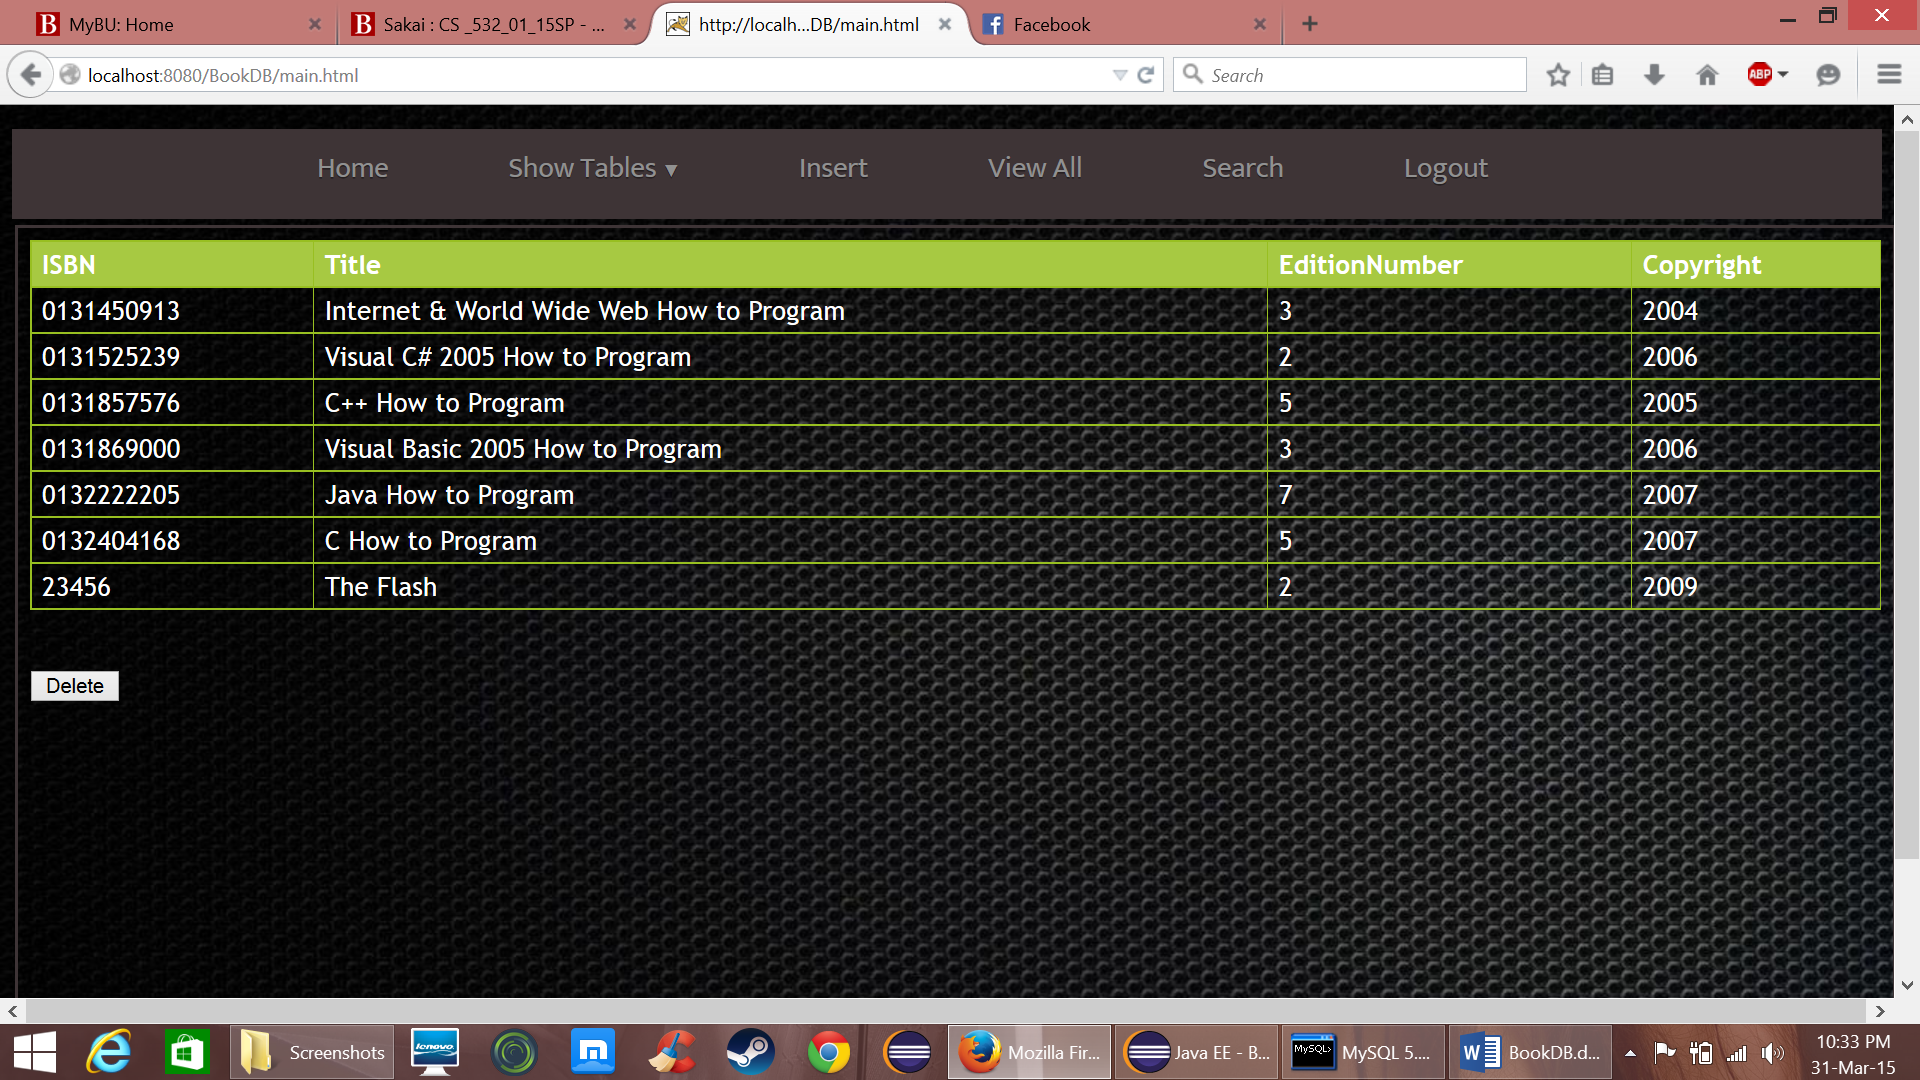 MyBU: Home
Sakai : CS _532_01_15SP - ...
http://localh...DB/main.html
Facebook
localhost:8080/BookDB/main.html
Search
ABP
Home Show Tables ▾ Insert View All Search Logout
ISBN Title EditionNumber Copyright
0131450913 Internet & World Wide Web How to Program 3 2004
0131525239 Visual C# 2005 How to Program 2 2006
0131857576 C++ How to Program 5 2005
0131869000 Visual Basic 2005 How to Program 3 2006
0132222205 Java How to Program 7 2007
0132404168 C How to Program 5 2007
23456 The Flash 2 2009
Delete
Screenshots
lenovo
Mozilla Fir...
Java EE - B...
MySQL>
MySQL 5....
BookDB.d...
10:33 PM
31-Mar-15